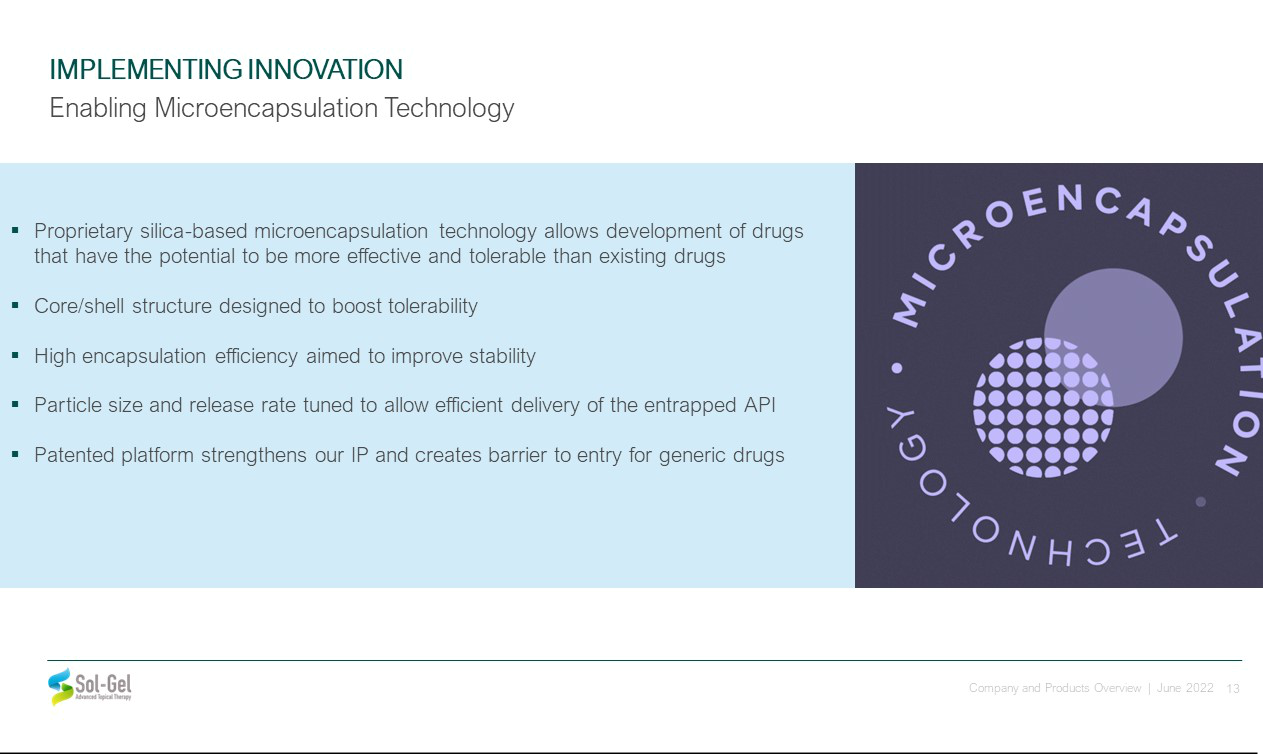 IMPLEMENTING INNOVATION
Enabling Microencapsulation Technology
▪ Proprietary silica-based microencapsulation technology allows development of drugs
that have the potential to be more effective and tolerable than existing drugs
▪ Core/shell structure designed to boost tolerability
▪ High encapsulation efficiency aimed to improve stability
▪ Particle size and release rate tuned to allow efficient delivery of the entrapped API
▪ Patented platform strengthens our IP and creates barrier to entry for generic drugs
MICROENCAPSULATION • TECHNOLOGY •
Sol-Gel
Advanced Topical Therapy
Company and Products Overview | June 2022 13